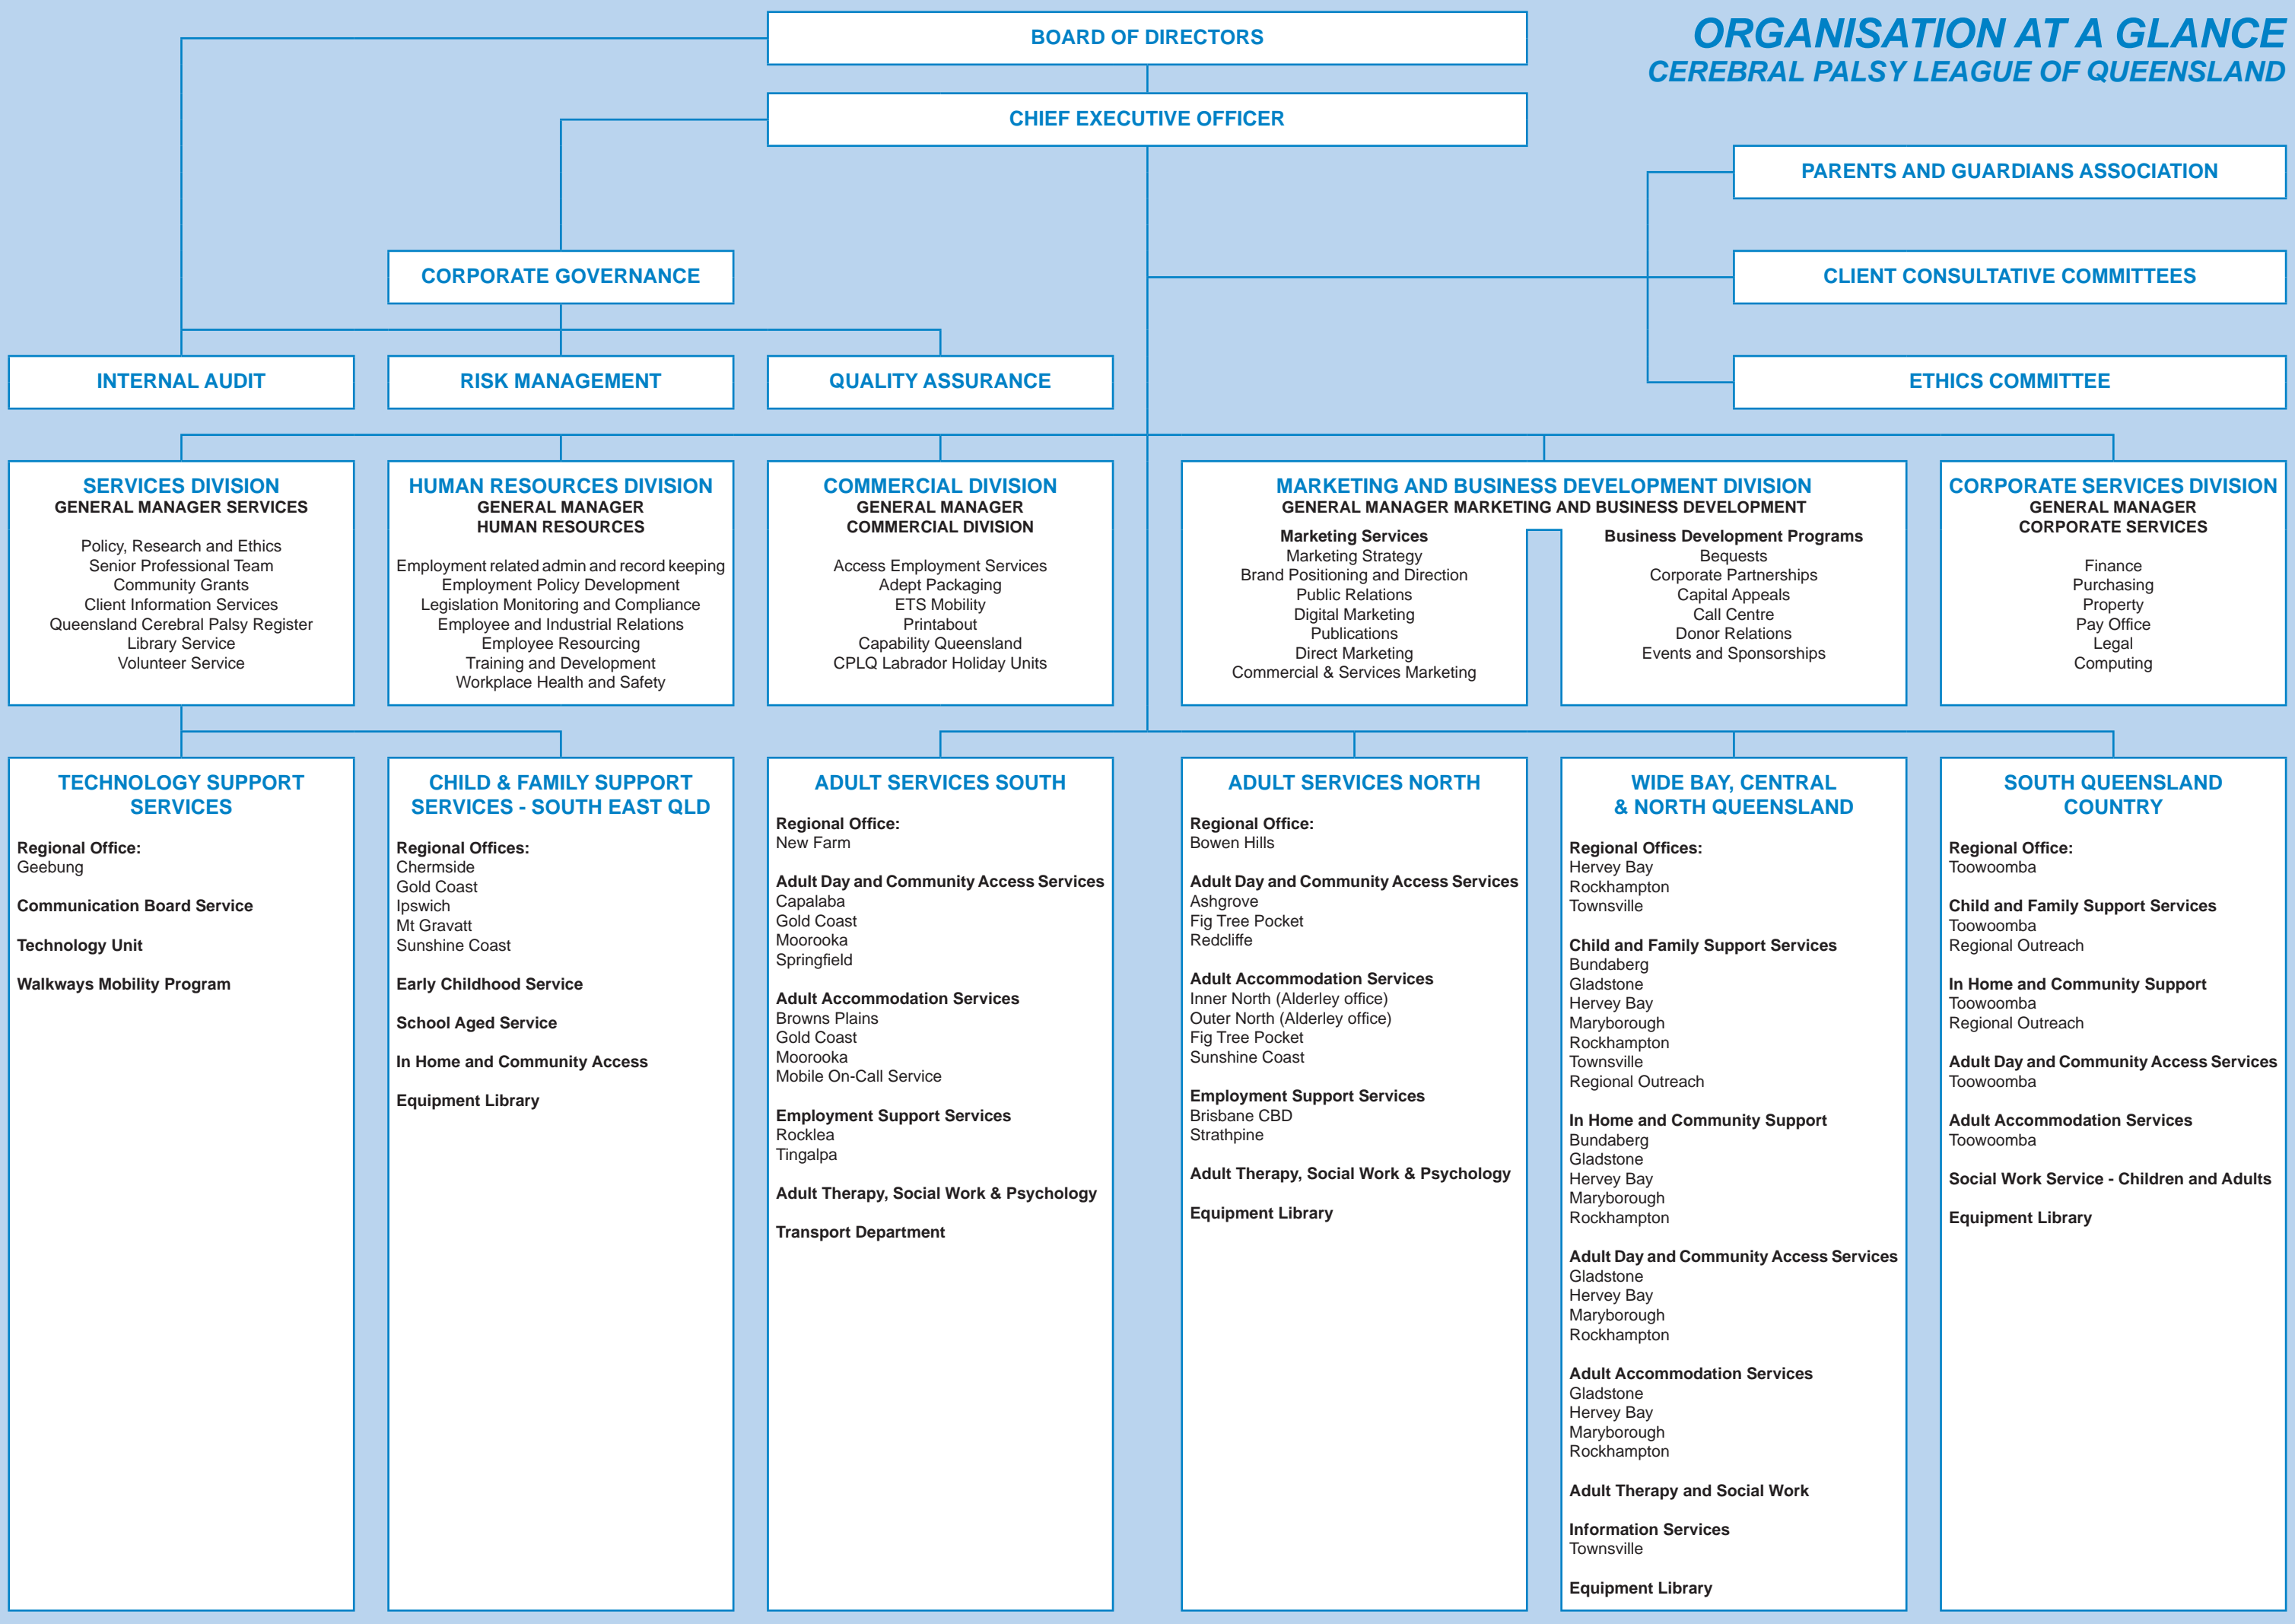 ORGANISATION AT A GLANCE
CEREBRAL PALSY LEAGUE OF QUEENSLAND
BOARD OF DIRECTORS
CHIEF EXECUTIVE OFFICER
PARENTS AND GUARDIANS ASSOCIATION
CORPORATE GOVERNANCE
CLIENT CONSULTATIVE COMMITTEES
INTERNAL AUDIT
RISK MANAGEMENT
QUALITY ASSURANCE
ETHICS COMMITTEE
SERVICES DIVISION
GENERAL MANAGER SERVICES
Policy, Research and Ethics
Senior Professional Team
Community Grants
Client Information Services
Queensland Cerebral Palsy Register
Library Service
Volunteer Service
HUMAN RESOURCES DIVISION
GENERAL MANAGER
HUMAN RESOURCES
Employment related admin and record keeping
Employment Policy Development
Legislation Monitoring and Compliance
Employee and Industrial Relations
Employee Resourcing
Training and Development
Workplace Health and Safety
COMMERCIAL DIVISION
GENERAL MANAGER
COMMERCIAL DIVISION
Access Employment Services
Adept Packaging
ETS Mobility
Printabout
Capability Queensland
CPLQ Labrador Holiday Units
MARKETING AND BUSINESS DEVELOPMENT DIVISION
GENERAL MANAGER MARKETING AND BUSINESS DEVELOPMENT
Marketing Services
Marketing Strategy
Brand Positioning and Direction
Public Relations
Digital Marketing
Publications
Direct Marketing
Commercial & Services Marketing
Business Development Programs
Bequests
Corporate Partnerships
Capital Appeals
Call Centre
Donor Relations
Events and Sponsorships
CORPORATE SERVICES DIVISION
GENERAL MANAGER
CORPORATE SERVICES
Finance
Purchasing
Property
Pay Office
Legal
Computing
TECHNOLOGY SUPPORT
SERVICES
Regional Office:
Geebung
Communication Board Service
Technology Unit
Walkways Mobility Program
CHILD & FAMILY SUPPORT
SERVICES - SOUTH EAST QLD
Regional Offices:
Chermside
Gold Coast
Ipswich
Mt Gravatt
Sunshine Coast
Early Childhood Service
School Aged Service
In Home and Community Access
Equipment Library
ADULT SERVICES SOUTH
Regional Office:
New Farm
Adult Day and Community Access Services
Capalaba
Gold Coast
Moorooka
Springfield
Adult Accommodation Services
Browns Plains
Gold Coast
Moorooka
Mobile On-Call Service
Employment Support Services
Rocklea
Tingalpa
Adult Therapy, Social Work & Psychology
Transport Department
ADULT SERVICES NORTH
Regional Office:
Bowen Hills
Adult Day and Community Access Services
Ashgrove
Fig Tree Pocket
Redcliffe
Adult Accommodation Services
Inner North (Alderley office)
Outer North (Alderley office)
Fig Tree Pocket
Sunshine Coast
Employment Support Services
Brisbane CBD
Strathpine
Adult Therapy, Social Work & Psychology
Equipment Library
WIDE BAY, CENTRAL
& NORTH QUEENSLAND
Regional Offices:
Hervey Bay
Rockhampton
Townsville
Child and Family Support Services
Bundaberg
Gladstone
Hervey Bay
Maryborough
Rockhampton
Townsville
Regional Outreach
In Home and Community Support
Bundaberg
Gladstone
Hervey Bay
Maryborough
Rockhampton
Adult Day and Community Access Services
Gladstone
Hervey Bay
Maryborough
Rockhampton
Adult Accommodation Services
Gladstone
Hervey Bay
Maryborough
Rockhampton
Adult Therapy and Social Work
Information Services
Townsville
Equipment Library
SOUTH QUEENSLAND
COUNTRY
Regional Office:
Toowoomba
Child and Family Support Services
Toowoomba
Regional Outreach
In Home and Community Support
Toowoomba
Regional Outreach
Adult Day and Community Access Services
Toowoomba
Adult Accommodation Services
Toowoomba
Social Work Service - Children and Adults
Equipment Library